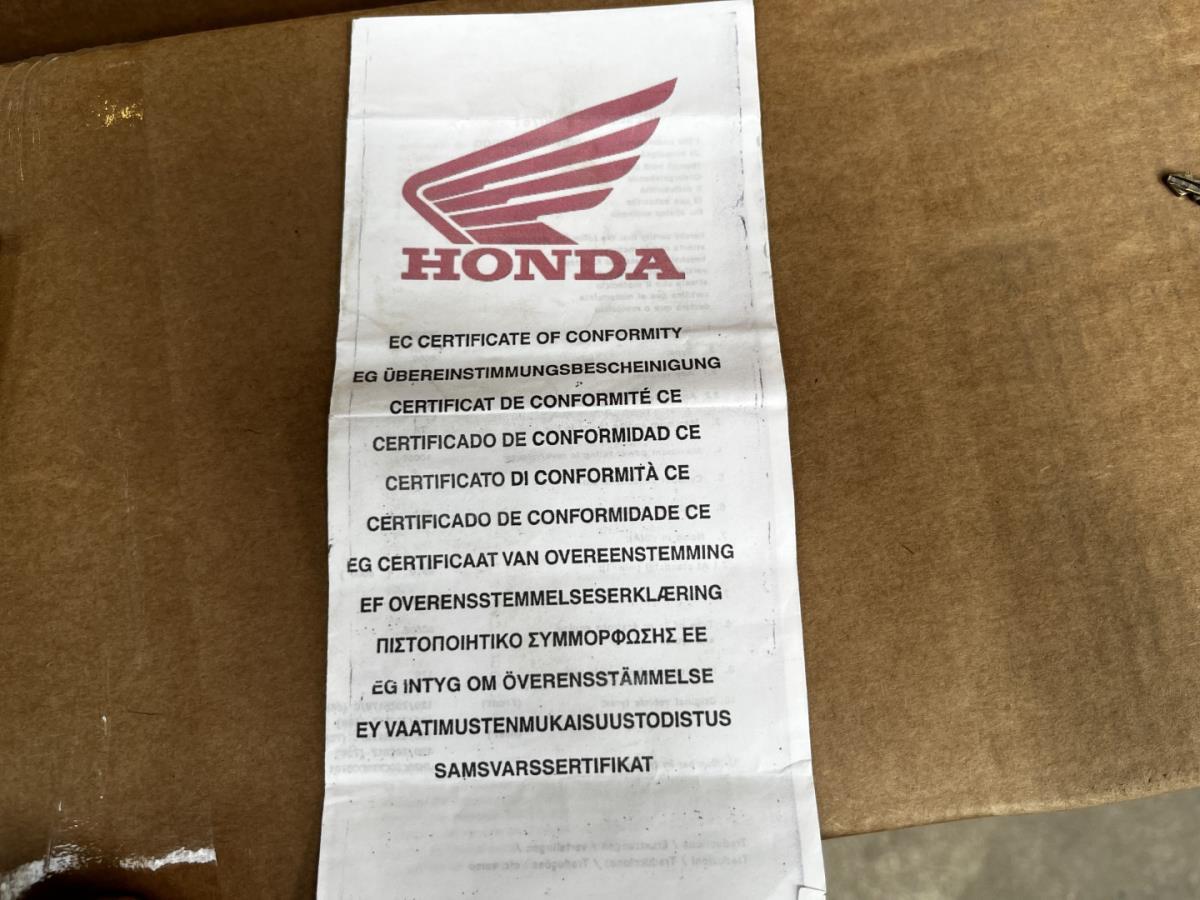 HONDA
EC CERTIFICATE OF CONFORMITY
EG ÜBEREINSTIMMUNGSBESCHEINIGUNG
CERTIFICAT DE CONFORMITÉ CE
CERTIFICADO DE CONFORMIDAD CE
CERTIFICATO DI CONFORMITÀ CE
CERTIFICADO DE CONFORMIDADE CE
EG CERTIFICAAT VAN OVEREENSTEMMING
EF OVERENSSTEMMELSESERKLÆRING
ΠΙΣΤΟΠΟΙΗΤΙΚΟ ΣΥΜΜΟΡΦΩΣΗΣ ΕΕ
EG INTYG OM ÖVERENSSTÄMMELSE
EY VAATIMUSTENMUKAISUUSTODISTUS
SAMSVARSSERTIFIKAT